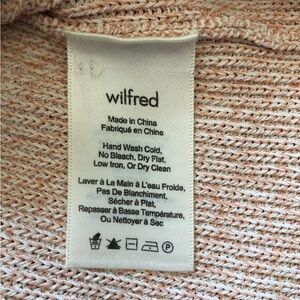 wilfred
Made in China
Fabriqué en Chine
Hand Wash Cold,
No Bleach, Dry Flat,
Low Iron, Or Dry Clean
Laver à La Main à L'eau Froide,
Pas De Blanchiment,
Sécher à Plat,
Repasser à Basse Température,
Ou Nettoyer à Sec
P